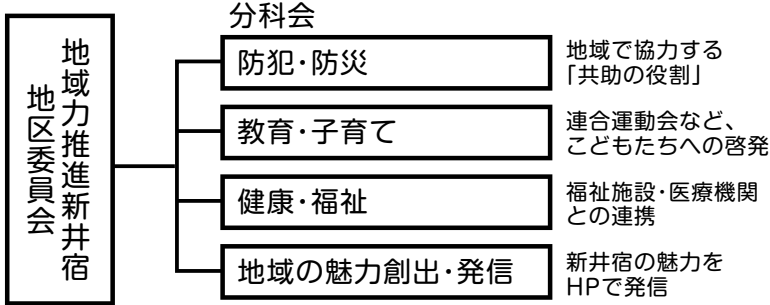 地域力推進新井宿
地区委員会
分科会
防犯・防災
地域で協力する
「共助の役割」
教育・子育て
連合運動会など、
こどもたちへの啓発
健康・福祉
福祉施設・医療機関
との連携
地域の魅力創出・発信
新井宿の魅力を
HPで発信